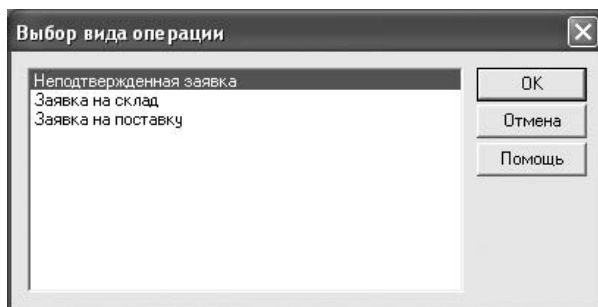 Выбор вида операции
Неподтвержденная заявка
Заявка на склад
Заявка на поставку
OK
Отмена
Помощь